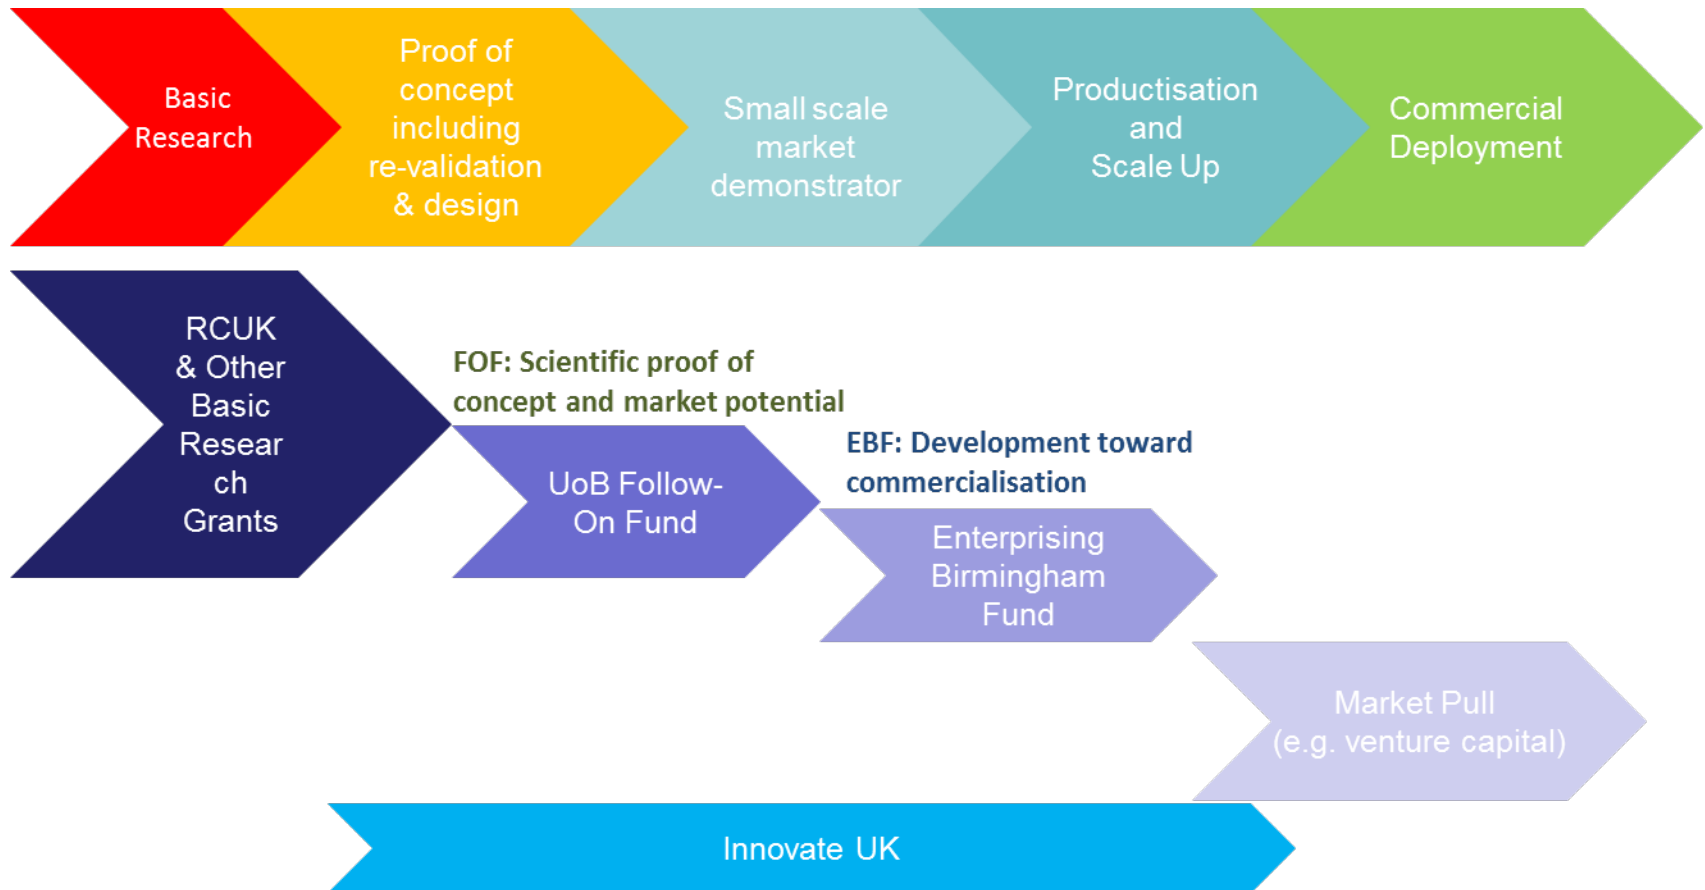 Basic
Research
Proof of
concept
including
re-validation
& design
Small scale
market
demonstrator
Productisation
and
Scale Up
Commercial
Deployment
RCUK
& Other
Basic
Resear
ch
Grants
FOF: Scientific proof of
concept and market potential
UoB Follow-
On Fund
EBF: Development toward
commercialisation
Enterprising
Birmingham
Fund
Market Pull
(e.g. venture capital)
Innovate UK